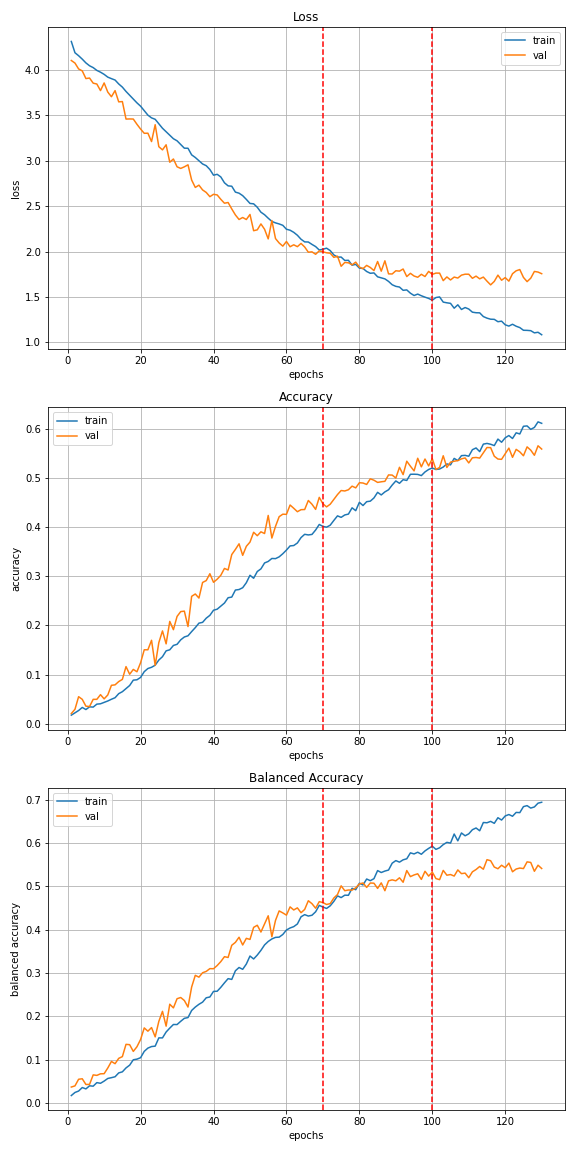 Loss
train
val
4.0
3.5
3.0
2.5
2.0
1.5
1.0
loss
0 20 40 60 80 100 120
epochs
Accuracy
train
val
0.6
0.5
0.4
0.3
0.2
0.1
0.0
accuracy
0 20 40 60 80 100 120
epochs
Balanced Accuracy
train
val
0.7
0.6
0.5
0.4
0.3
0.2
0.1
0.0
balanced accuracy
0 20 40 60 80 100 120
epochs